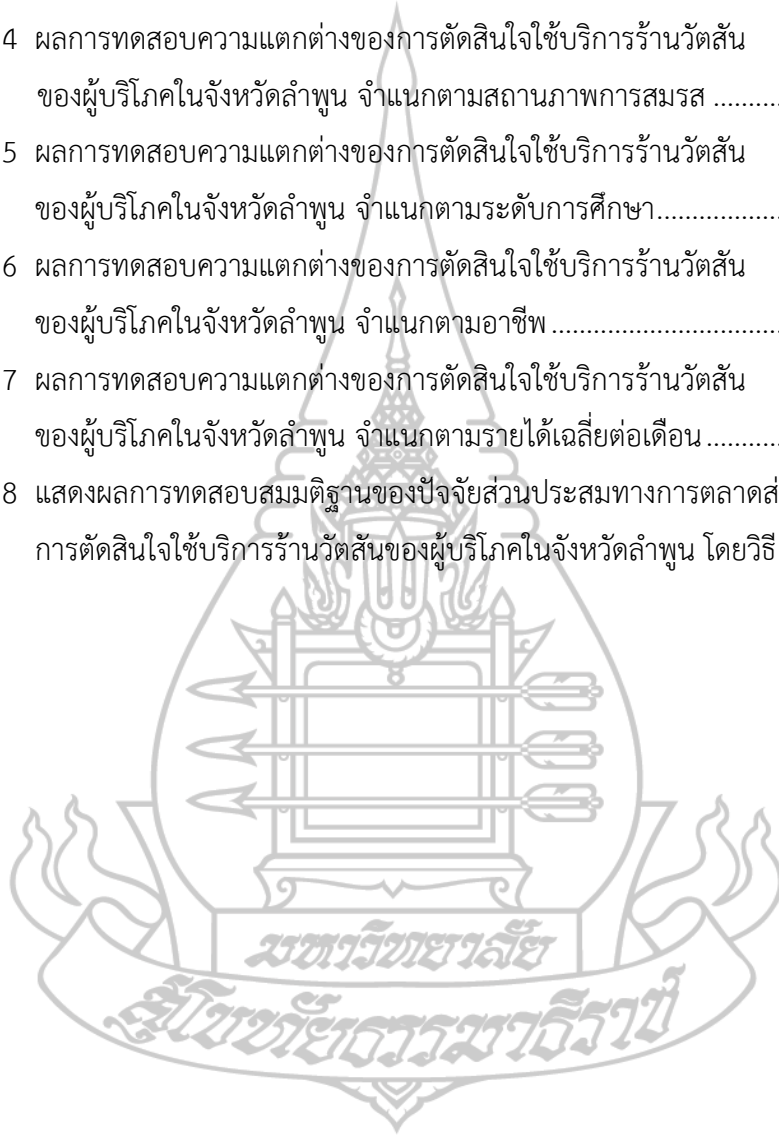 4 ผลการทดสอบความแตกต่างของการตัดสินใจใช้บริการร้านวัตสัน
ของผู้บริโภคในจังหวัดลำพูน จำแนกตามสถานภาพการสมรส ..........
5 ผลการทดสอบความแตกต่างของการตัดสินใจใช้บริการร้านวัตสัน
ของผู้บริโภคในจังหวัดลำพูน จำแนกตามระดับการศึกษา..................
6 ผลการทดสอบความแตกต่างของการตัดสินใจใช้บริการร้านวัตสัน
ของผู้บริโภคในจังหวัดลำพูน จำแนกตามอาชีพ .................................
7 ผลการทดสอบความแตกต่างของการตัดสินใจใช้บริการร้านวัตสัน
ของผู้บริโภคในจังหวัดลำพูน จำแนกตามรายได้เฉลี่ยต่อเดือน ...........
8 แสดงผลการทดสอบสมมติฐานของปัจจัยส่วนประสมทางการตลาดส่
การตัดสินใจใช้บริการร้านวัตสันของผู้บริโภคในจังหวัดลำพูน โดยวิธี
มหาวิทยาลัย
สุโขทัยธรรมาธิราช